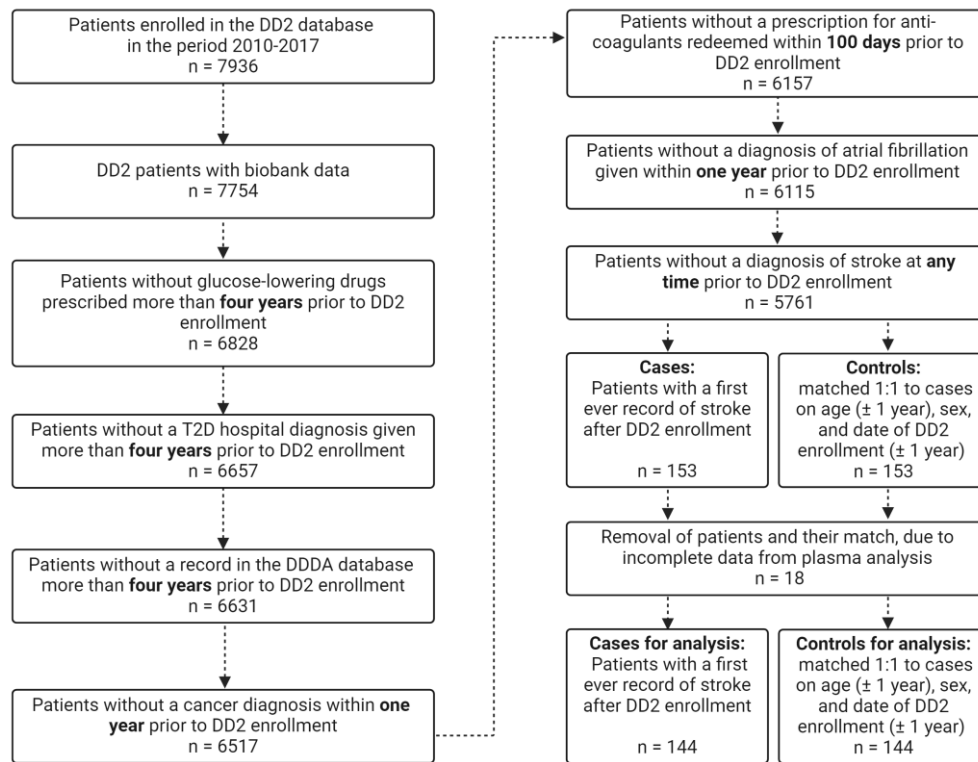 Patients enrolled in the DD2 database
in the period 2010-2017
n = 7936
DD2 patients with biobank data
n = 7754
Patients without glucose-lowering drugs
prescribed more than four years prior to DD2
enrollment
n = 6828
Patients without a T2D hospital diagnosis given
more than four years prior to DD2 enrollment
n = 6657
Patients without a record in the DDDA database
more than four years prior to DD2 enrollment
n = 6631
Patients without a cancer diagnosis within one
year prior to DD2 enrollment
n = 6517
Patients without a prescription for anti-
coagulants redeemed within 100 days prior to
DD2 enrollment
n = 6157
Patients without a diagnosis of atrial fibrillation
given within one year prior to DD2 enrollment
n = 6115
Patients without a diagnosis of stroke at any
time prior to DD2 enrollment
n = 5761
Cases:
Patients with a first
ever record of stroke
after DD2 enrollment
n = 153
Controls:
matched 1:1 to cases
on age (± 1 year), sex,
and date of DD2
enrollment (± 1 year)
n = 153
Removal of patients and their match, due to
incomplete data from plasma analysis
n = 18
Cases for analysis:
Patients with a first
ever record of stroke
after DD2 enrollment
n = 144
Controls for analysis:
matched 1:1 to cases
on age (± 1 year), sex,
and date of DD2
enrollment (± 1 year)
n = 144